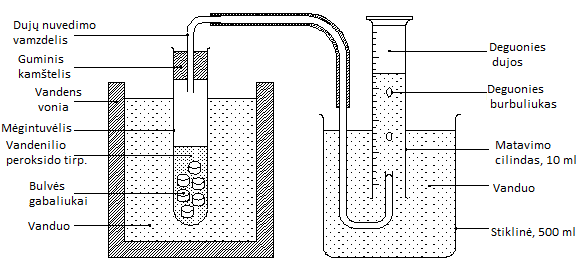 Dujų nuvedimo
vamzdelis
Guminis
kamštelis
Vandens
vonia
Mėgintuvėlis
Vandenilio
peroksido tirp.
Bulvės
gabaliukai
Vanduo
Deguonies
dujos
Deguonies
burbuliukas
Matavimo
cilindas, 10 ml
Vanduo
Stiklinė, 500 ml